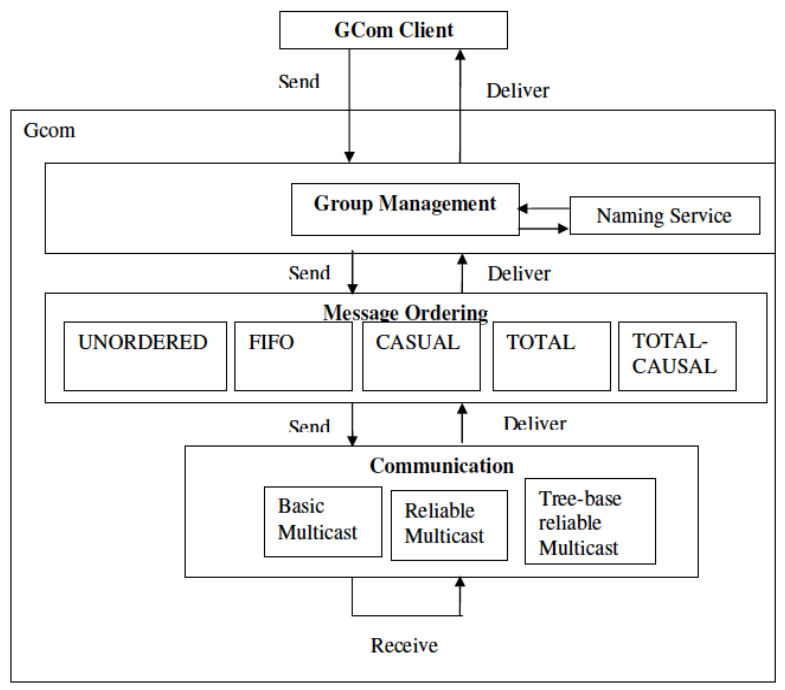 GCom Client
Send
Deliver
Gcom
Group Management
Naming Service
Send
Deliver
Message Ordering
UNORDERED
FIFO
CASUAL
TOTAL
TOTAL-
CAUSAL
Send
Deliver
Communication
Basic
Multicast
Reliable
Multicast
Tree-base
reliable
Multicast
Receive